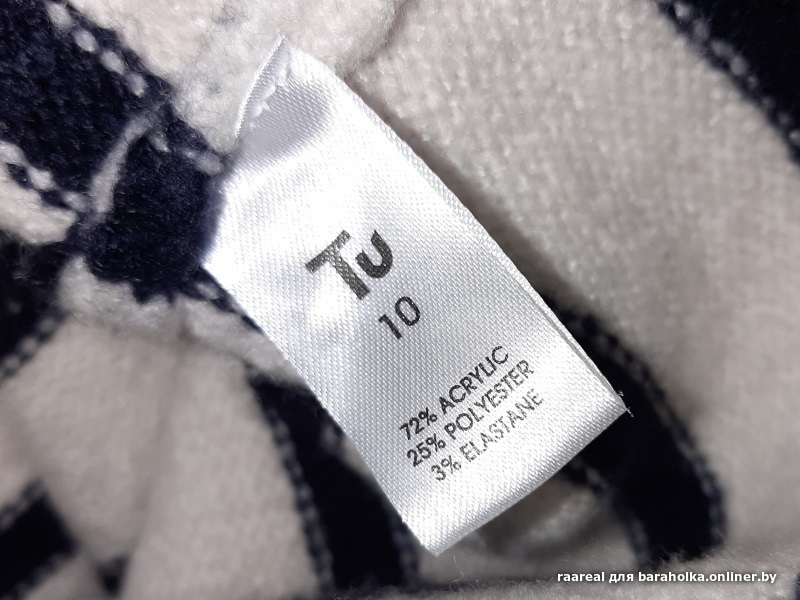 Tu
10
72% ACRYLIC
25% POLYESTER
3% ELASTANE
raareal для baraholka.onliner.by